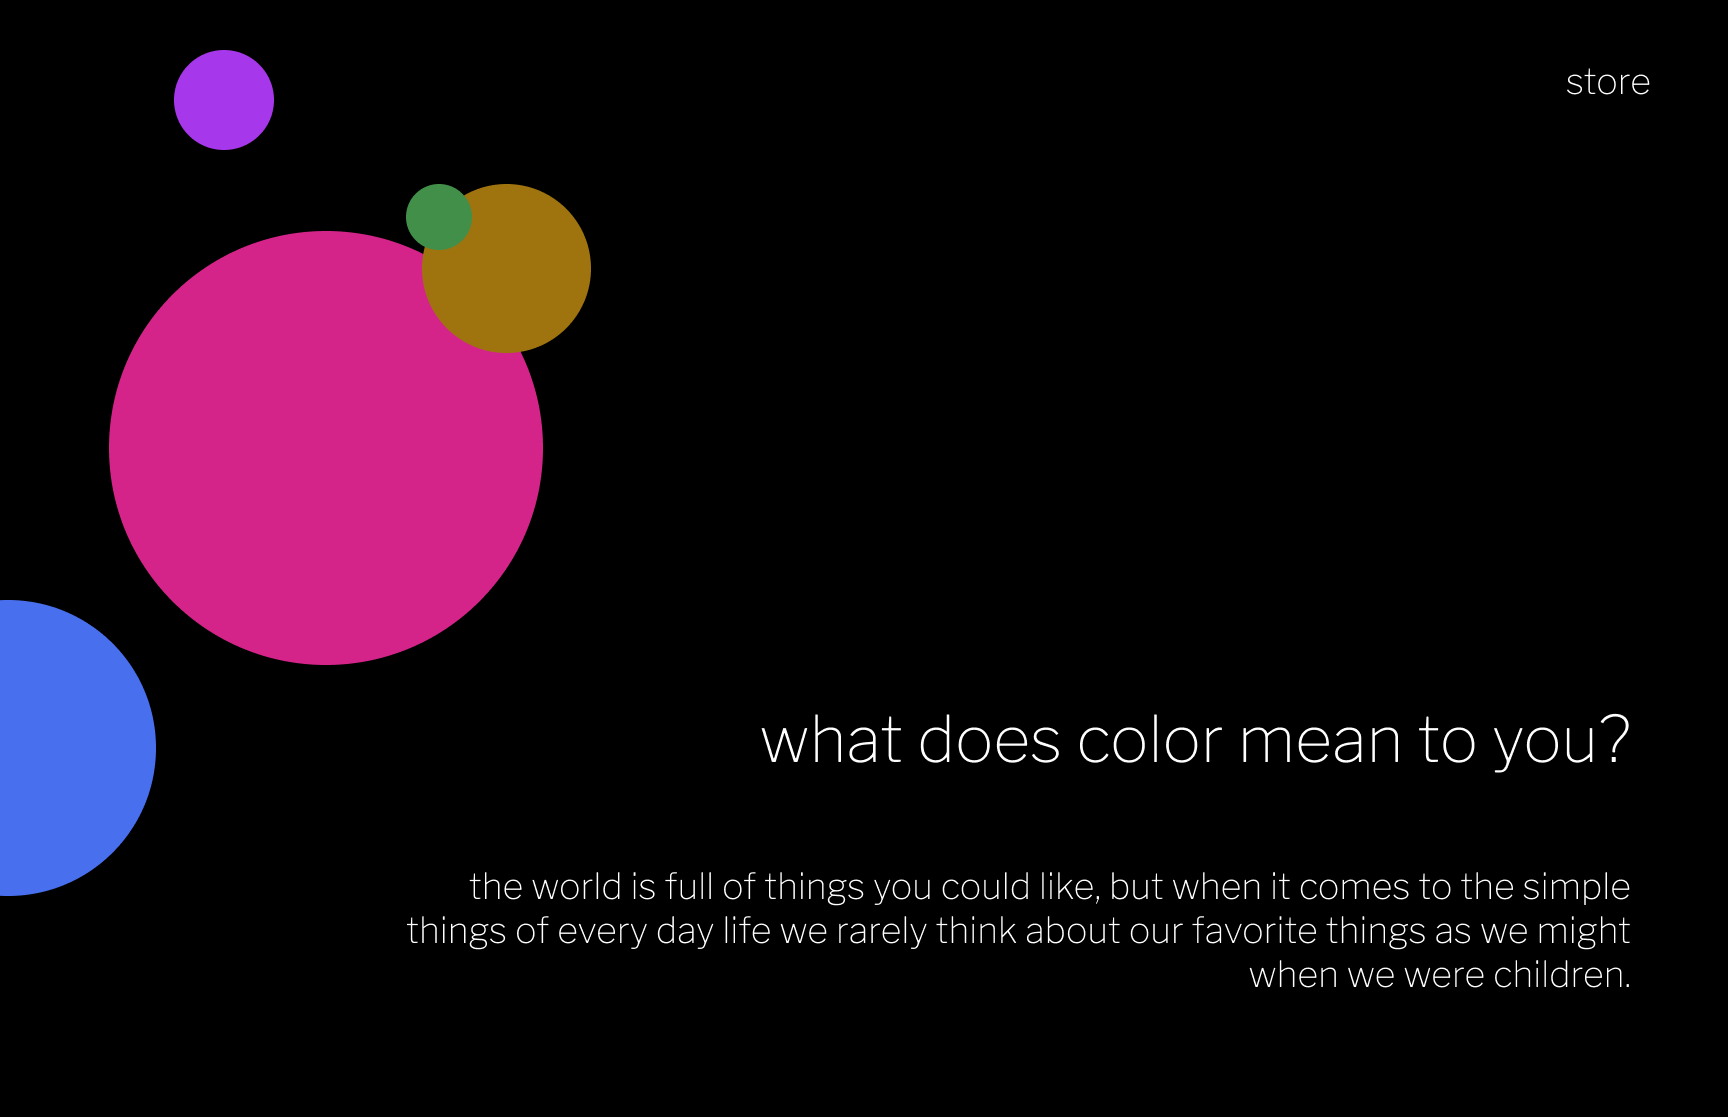 store
what does color mean to you?
the world is full of things you could like, but when it comes to the simple
things of every day life we rarely think about our favorite things as we might
when we were children.